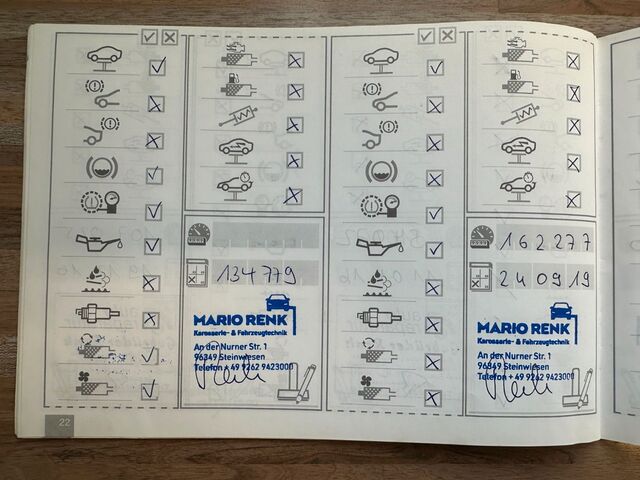 134779
MARIO RENK
Karosserie- & Fahrzeugtechnik
An der Nurner Str. 1
96349 Steinwiesen
Telefon + 49 9262 9423000
22
162277
240919
MARIO RENK
Karosserie- & Fahrzeugtechnik
An der Nurner Str. 1
96349 Steinwiesen
Telefon + 49 9262 9423000